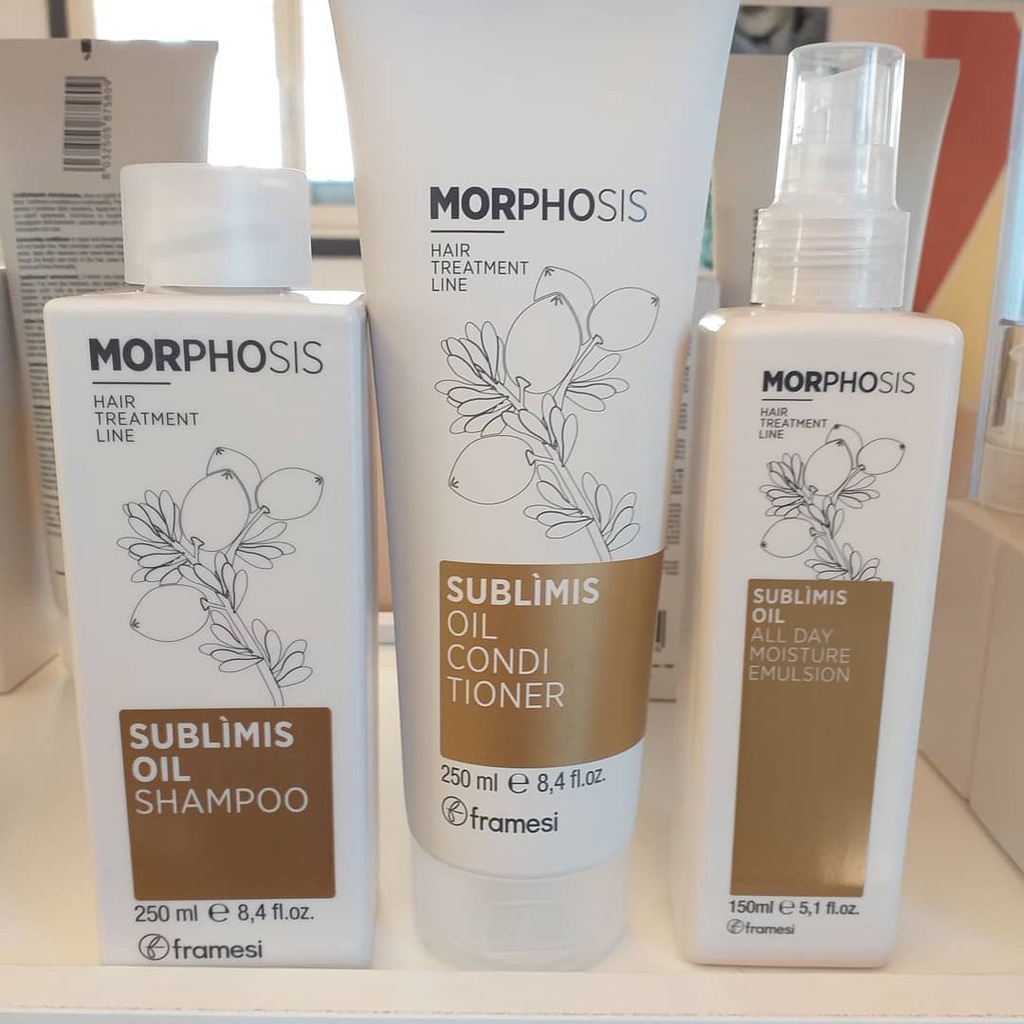 MORPHOSIS
HAIR
TREATMENT
LINE
SUBLÌMIS
OIL
SHAMPOO
250 ml ℮ 8,4 fl.oz.
framesi
MORPHOSIS
HAIR
TREATMENT
LINE
SUBLÌMIS
OIL
CONDI
TIONER
250 ml ℮ 8,4 fl.oz.
framesi
MORPHOSIS
HAIR
TREATMENT
LINE
SUBLÌMIS
OIL
ALL DAY
MOISTURE
EMULSION
150ml ℮ 5,1 fl.oz.
framesi